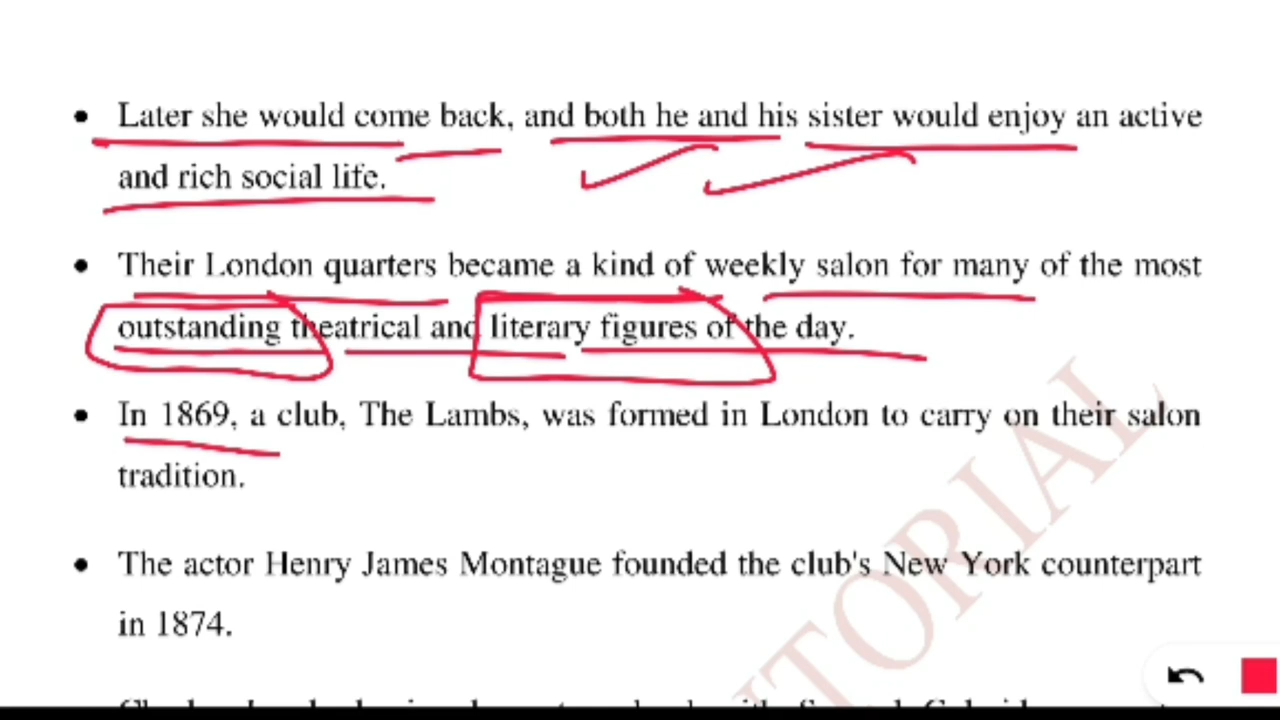 • Later she would come back, and both he and his sister would enjoy an active
and rich social life.
• Their London quarters became a kind of weekly salon for many of the most
outstanding theatrical and literary figures of the day.
• In 1869, a club, The Lambs, was formed in London to carry on their salon
tradition.
• The actor Henry James Montague founded the club's New York counterpart
in 1874.
TORIAL